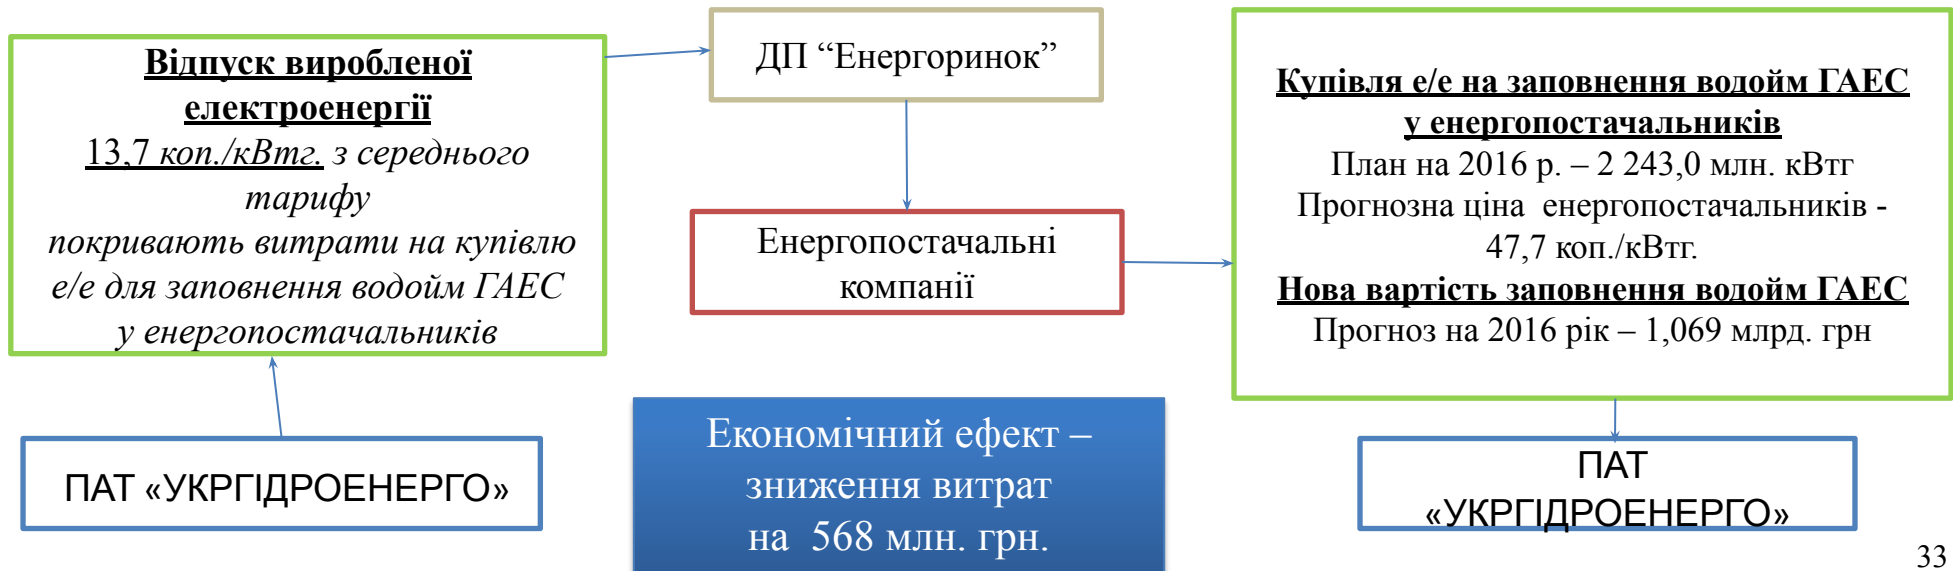 Відпуск виробленої
електроенергії
13,7 коп./кВтг. з середнього
тарифу
покривають витрати на купівлю
е/е для заповнення водойм ГАЕС
у енергопостачальників
ПАТ «УКРГІДРОЕНЕРГО»
ДП “Енергоринок”
Енергопостачальні
компанії
Економічний ефект –
зниження витрат
на 568 млн. грн.
Купівля е/е на заповнення водойм ГАЕС
у енергопостачальників
План на 2016 р. – 2 243,0 млн. кВтг
Прогнозна ціна енергопостачальників -
47,7 коп./кВтг.
Нова вартість заповнення водойм ГАЕС
Прогноз на 2016 рік – 1,069 млрд. грн
ПАТ
«УКРГІДРОЕНЕРГО»
33